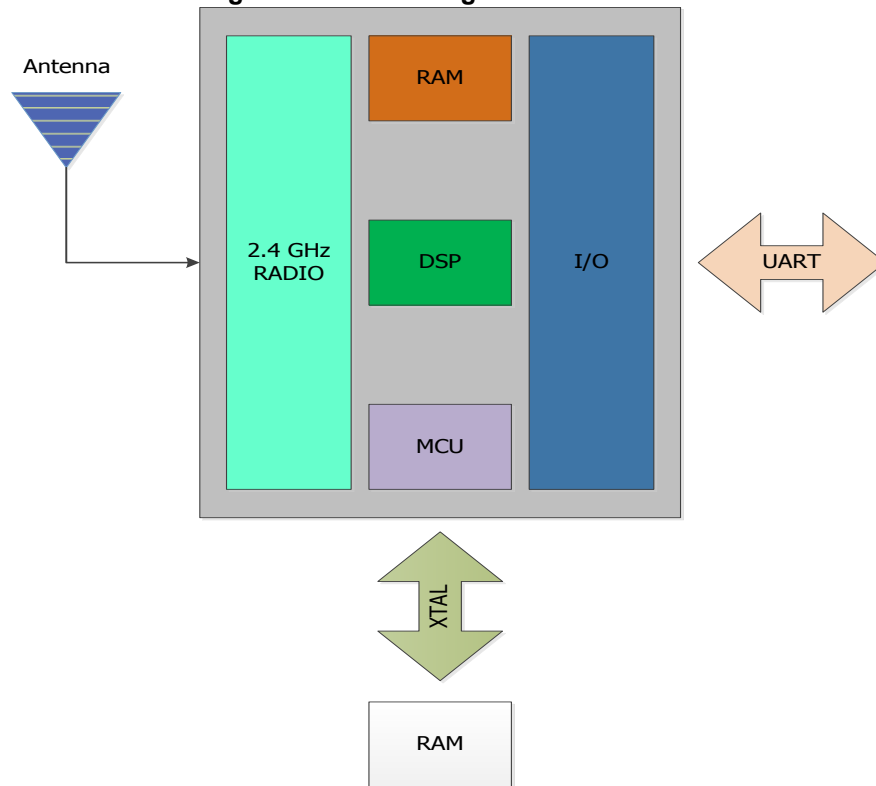 Antenna
RAM
2.4 GHz
RADIO
DSP
I/O
UART
MCU
XTAL
RAM